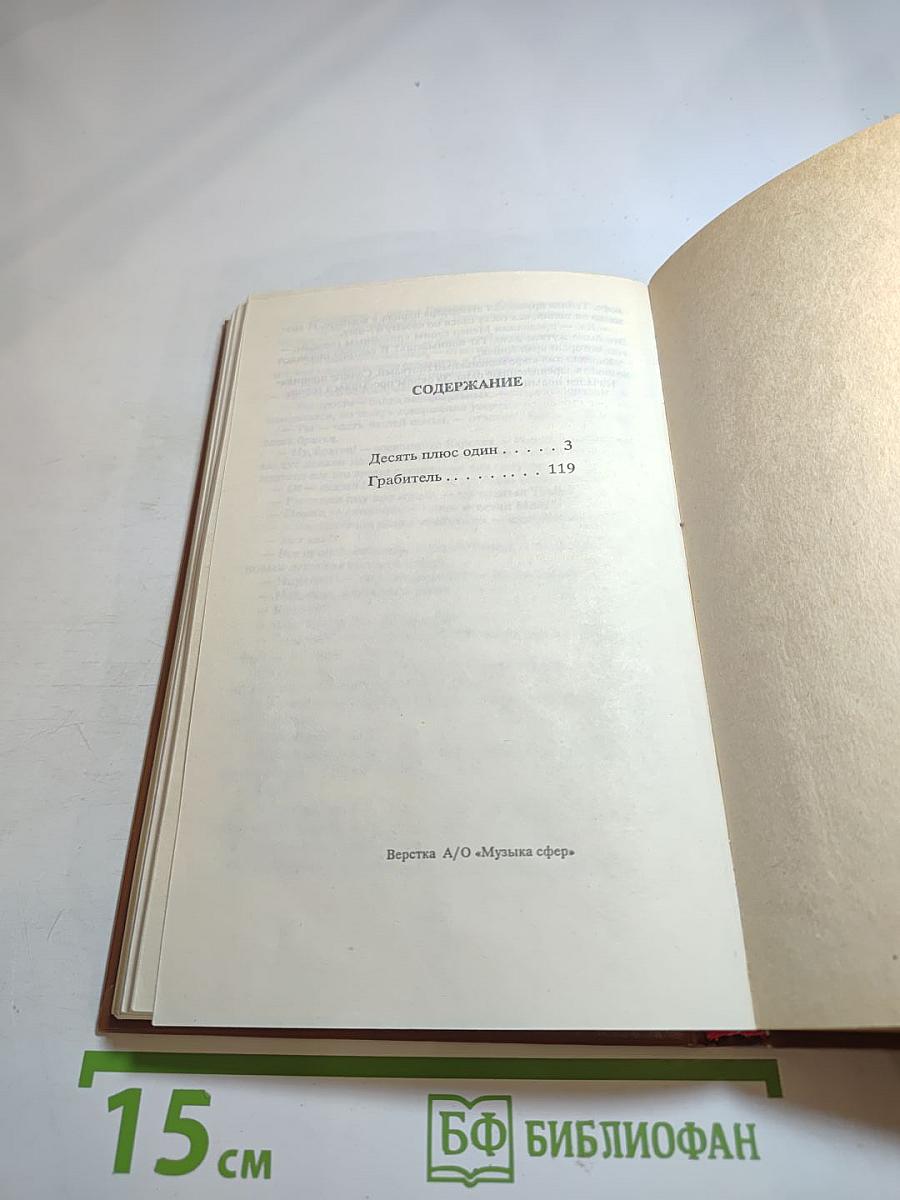 СОДЕРЖАНИЕ
Десять плюс один . . . . . 3
Грабитель . . . . . . . . . 119
Верстка А/О «Музыка сфер»
15 см
БФ БИБЛИОФАН